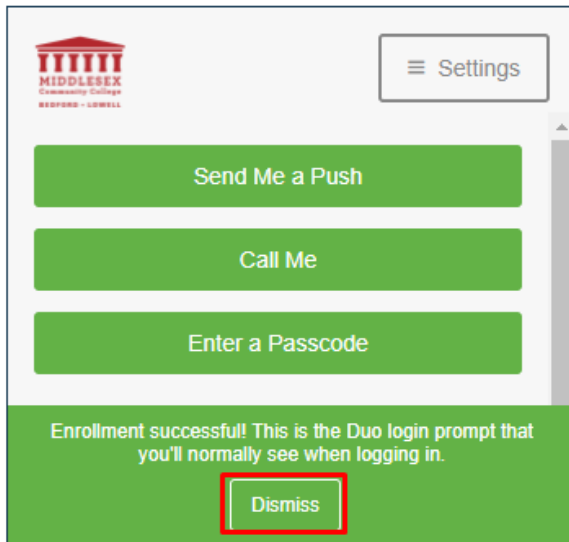 MIDDLESEX
Community College
BEDFORD - LOWELL
≡ Settings
Send Me a Push
Call Me
Enter a Passcode
Enrollment successful! This is the Duo login prompt that
you'll normally see when logging in.
Dismiss